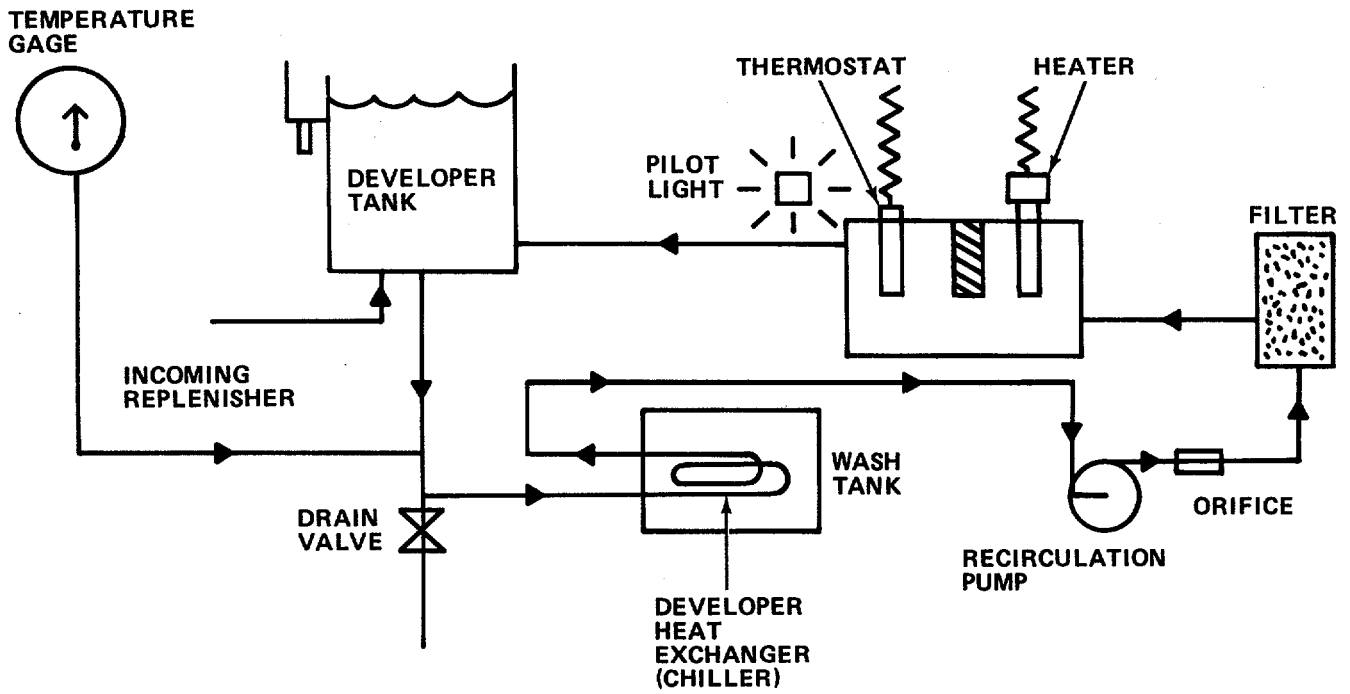 TEMPERATURE
GAGE
THERMOSTAT
HEATER
PILOT
LIGHT
DEVELOPER
TANK
FILTER
INCOMING
REPLENISHER
WASH
TANK
DRAIN
VALVE
ORIFICE
RECIRCULATION
PUMP
DEVELOPER
HEAT
EXCHANGER
(CHILLER)